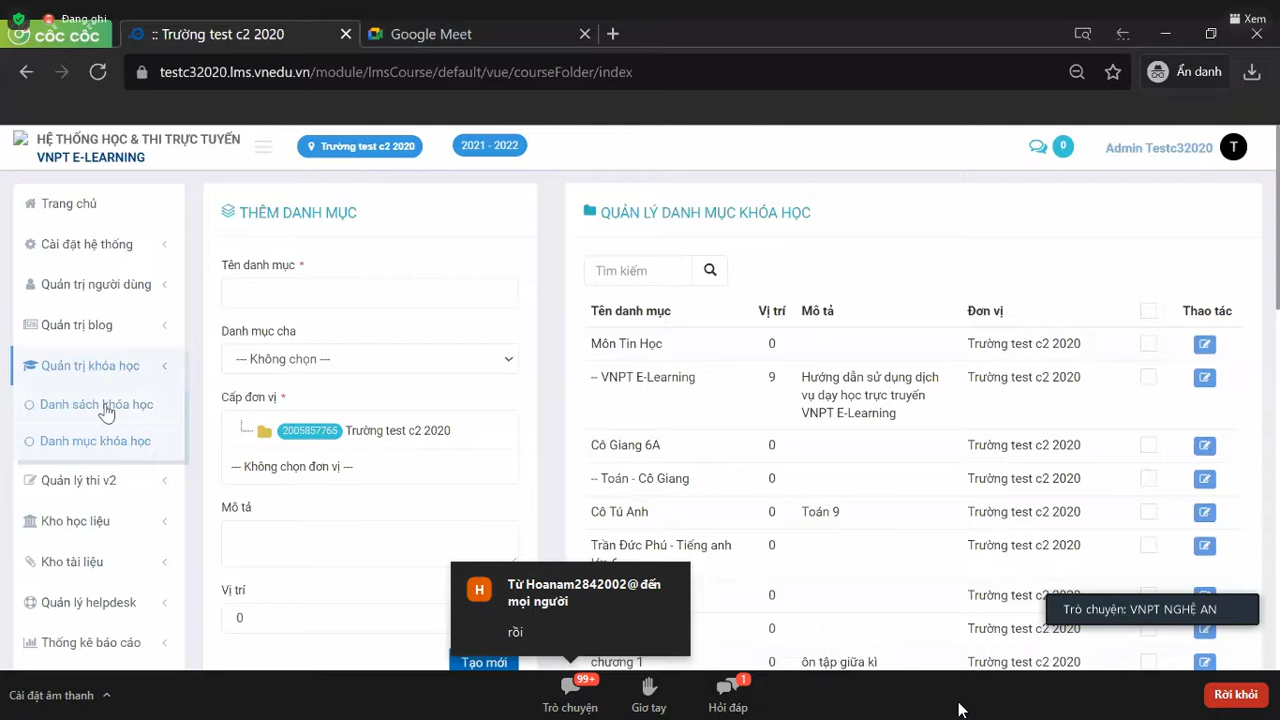 Đang ghi
Xem
cốc cốc
:: Trường test c2 2020
Google Meet
testc32020.lms.vnedu.vn/module/lmsCourse/default/vue/courseFolder/index
Ẩn danh
HỆ THỐNG HỌC & THI TRỰC TUYẾN
VNPT E-LEARNING
Trường test c2 2020
2021 - 2022
0
Admin Testc32020
T
Trang chủ
Cài đặt hệ thống
Quản trị người dùng
Quản trị blog
Quản trị khóa học
Danh sách khóa học
Danh mục khóa học
Quản lý thi v2
Kho học liệu
Kho tài liệu
Quản lý helpdesk
Thống kê báo cáo
THÊM DANH MỤC
Tên danh mục *
Danh mục cha
--- Không chọn ---
Cấp đơn vị *
2005857765 Trường test c2 2020
--- Không chọn đơn vị ---
Mô tả
Vị trí
0
Tạo mới
QUẢN LÝ DANH MỤC KHÓA HỌC
Tìm kiếm
Tên danh mục Vị trí Mô tả Đơn vị Thao tác
Môn Tin Học 0 Trường test c2 2020
-- VNPT E-Learning 9 Hướng dẫn sử dụng dịch Trường test c2 2020
vụ dạy học trực truyến
VNPT E-Learning
Cô Giang 6A 0 Trường test c2 2020
-- Toán - Cô Giang 0 Trường test c2 2020
Cô Tú Anh 0 Toán 9 Trường test c2 2020
Trần Đức Phú - Tiếng anh 0 Trường test c2 2020
0 Trường test c2 2020
0 Trường test c2 2020
chương 1 0 ôn tập giữa kì Trường test c2 2020
H
Từ Hoanam2842002@ đến
mọi người
rồi
Trò chuyện: VNPT NGHỆ AN
Cài đặt âm thanh
99+
Trò chuyện
Giơ tay
1
Hỏi đáp
Rời khỏi